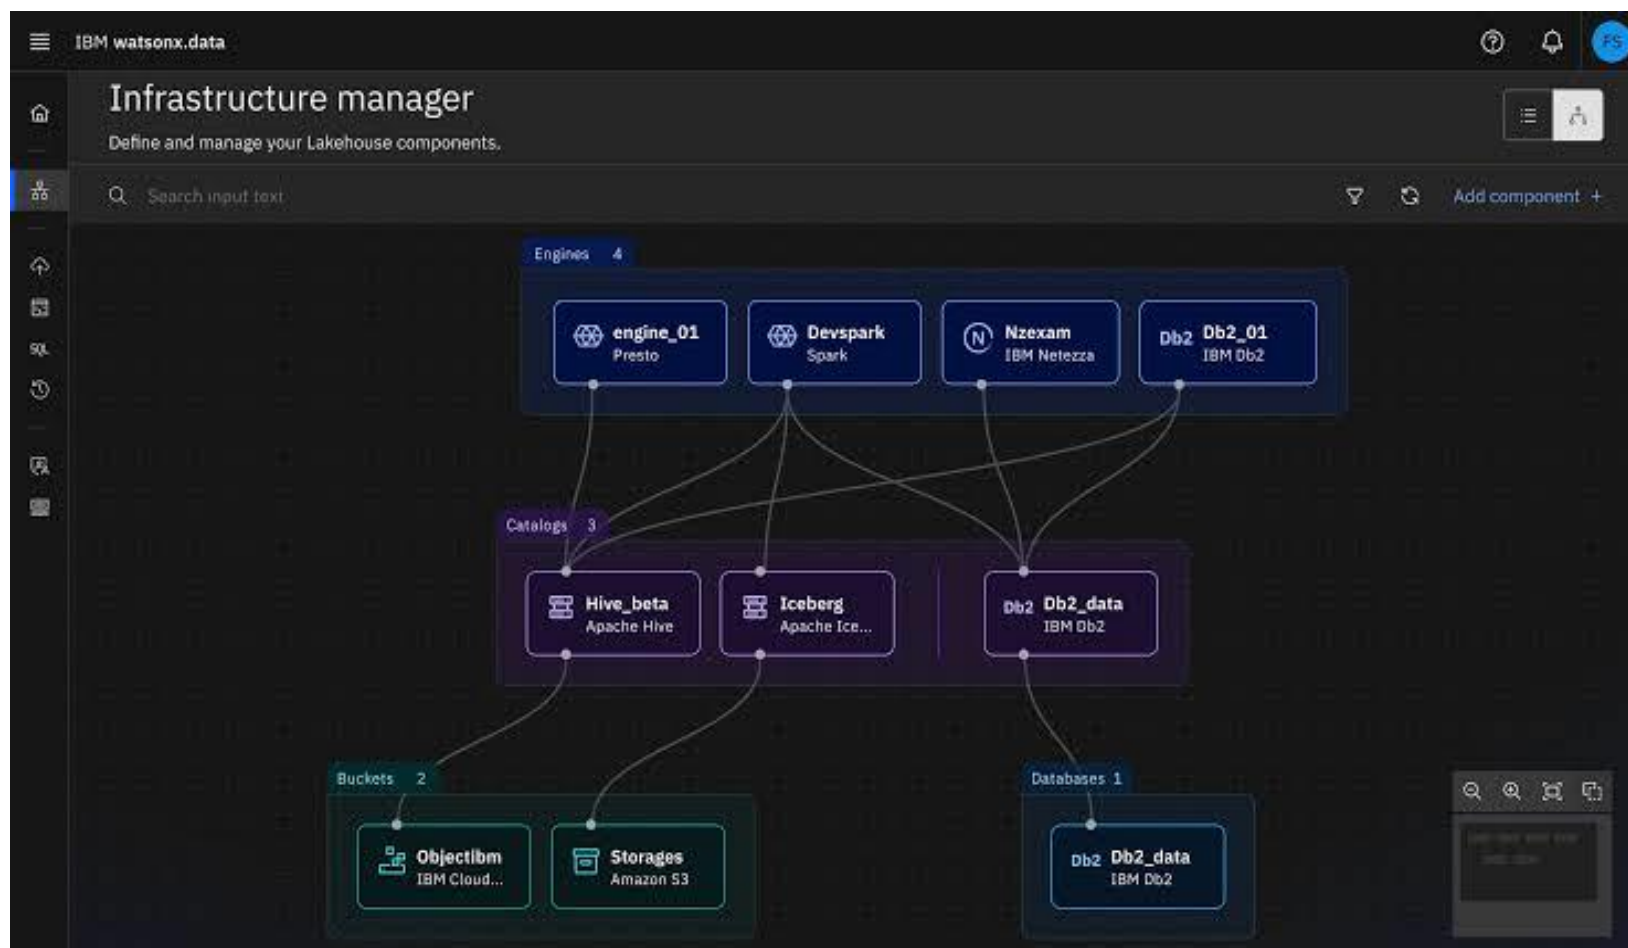 IBM watsonx.data
FS
Infrastructure manager
Define and manage your Lakehouse components.
Search input text
Add component +
SQL
Engines 4
engine_01
Presto
Devspark
Spark
N
Nzexam
IBM Netezza
Db2
Db2_01
IBM Db2
Catalogs 3
Hive_beta
Apache Hive
Iceberg
Apache Ice...
Db2
Db2_data
IBM Db2
Buckets 2
Objectibm
IBM Cloud...
Storages
Amazon S3
Databases 1
Db2
Db2_data
IBM Db2